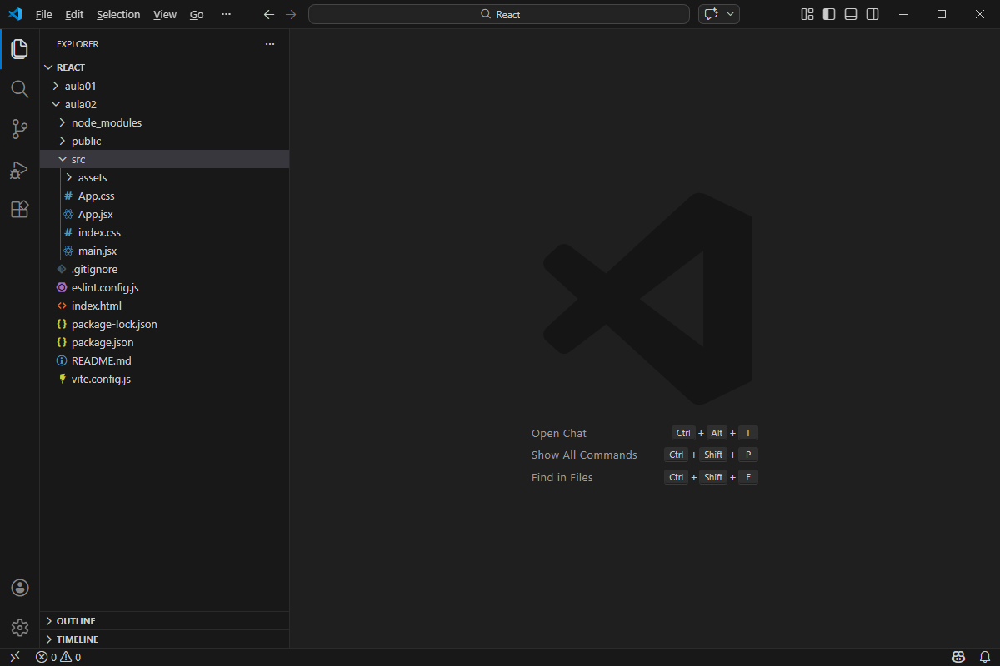 File Edit Selection View Go ··· React
EXPLORER ···
REACT
aula01
aula02
node_modules
public
src
assets
# App.css
App.jsx
# index.css
main.jsx
.gitignore
eslint.config.js
<> index.html
{} package-lock.json
{} package.json
README.md
vite.config.js
Open Chat Ctrl + Alt + I
Show All Commands Ctrl + Shift + P
Find in Files Ctrl + Shift + F
OUTLINE
TIMELINE
0 0